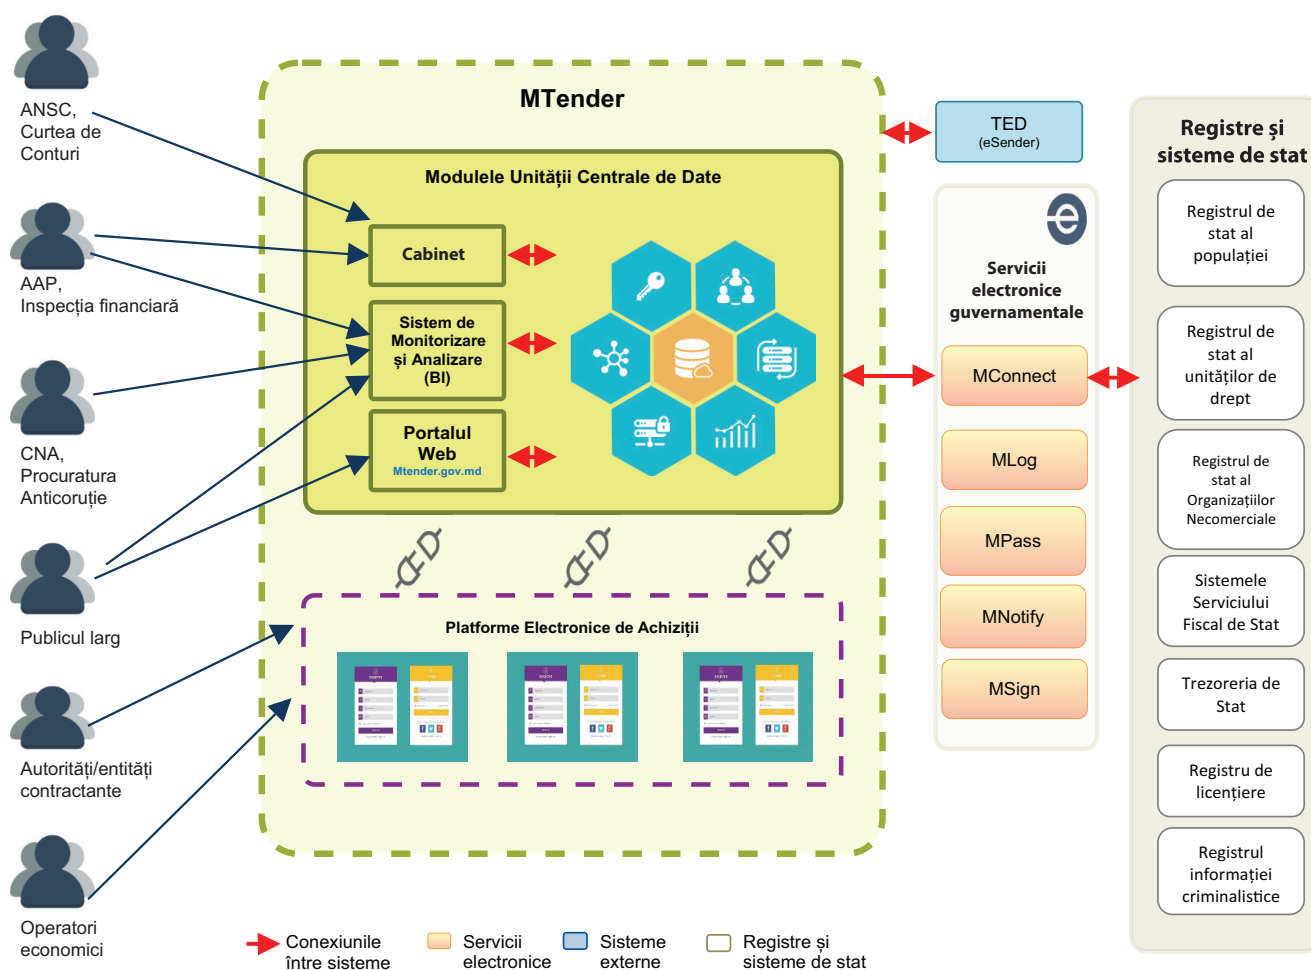 ANSC,
Curtea de
Conturi
AAP,
Inspecția financiară
CNA,
Procuratura
Anticoruție
Publicul larg
Autorități/entități
contractante
Operatori
economici
MTender
Modulele Unității Centrale de Date
Cabinet
Sistem de
Monitorizare
și Analizare
(BI)
Portalul
Web
Mtender.gov.md
Platforme Electronice de Achiziții
TED
(eSender)
Servicii
electronice
guvernamentale
MConnect
MLog
MPass
MNotify
MSign
Registre și
sisteme de stat
Registrul de
stat al
populației
Registrul de
stat al
unităților de
drept
Registrul de
stat al
Organizațiilor
Necomerciale
Sistemele
Serviciului
Fiscal de Stat
Trezoreria de
Stat
Registru de
licențiere
Registrul
informației
criminalistice
Conexiunile
între sisteme
Servicii
electronice
Sisteme
externe
Registre și
sisteme de stat